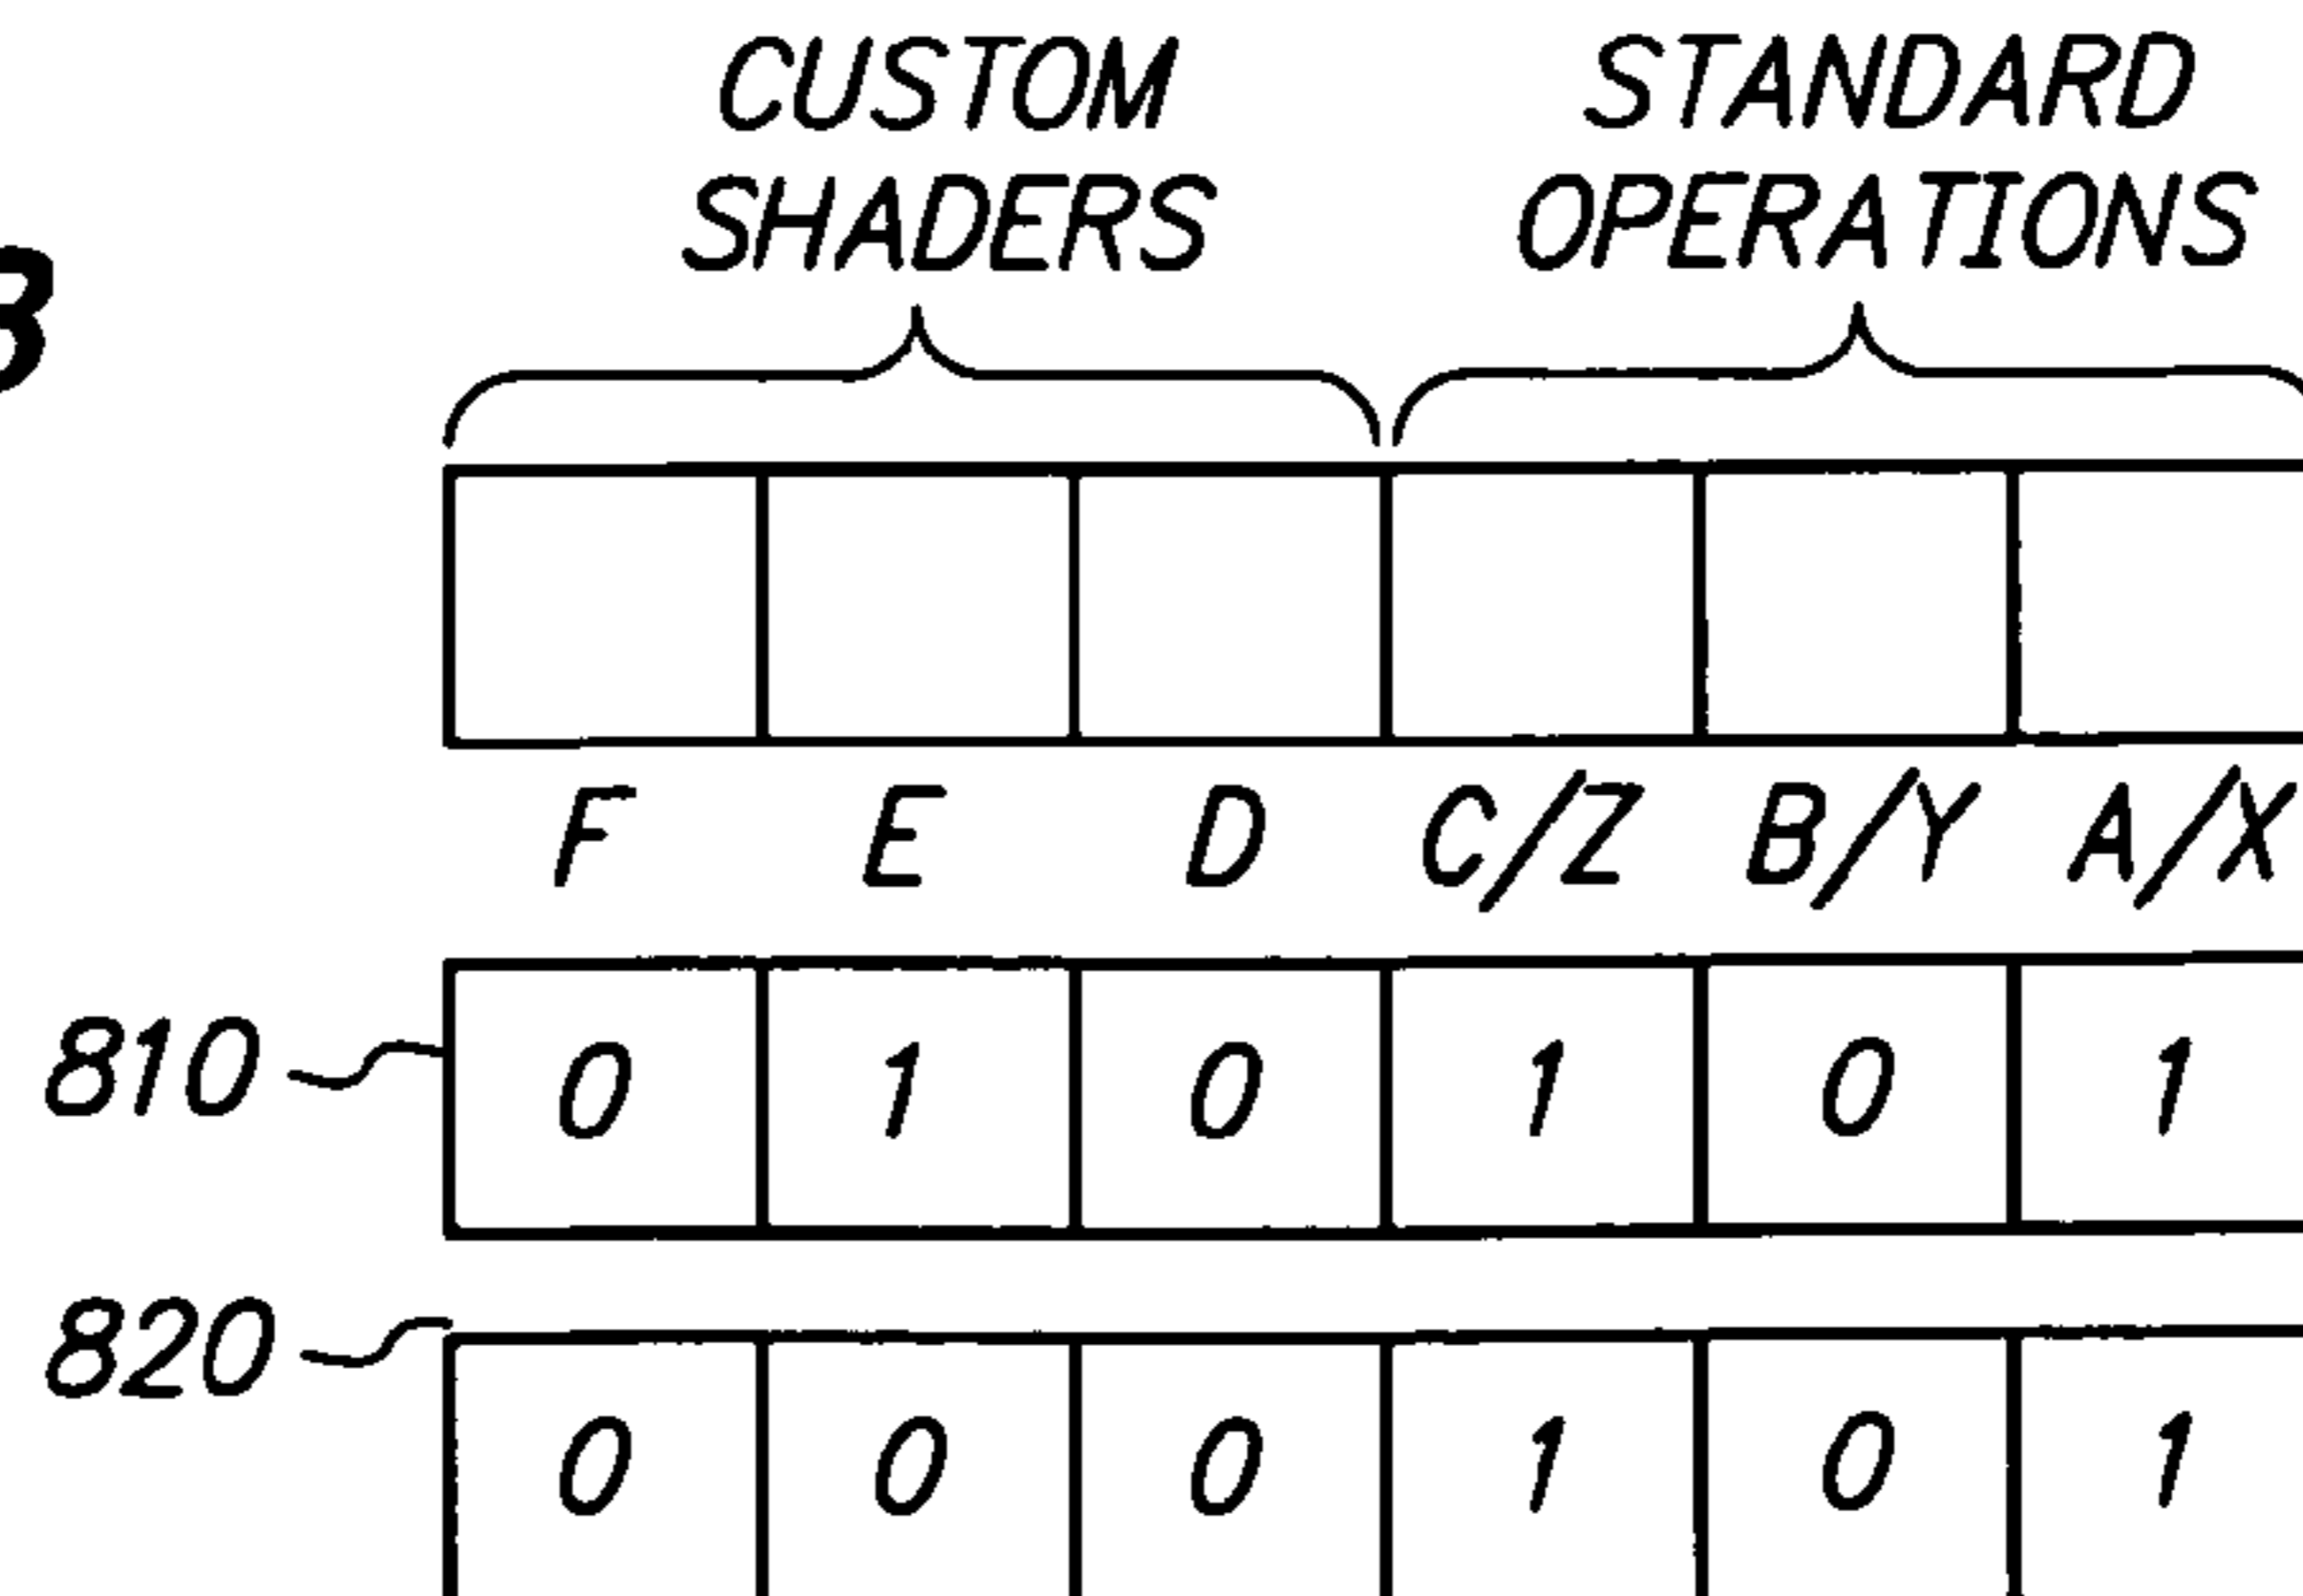 CUSTOM STANDARD
SHADERS OPERATIONS
F E D C/Z B/Y A/X
810 0 1 0 1 0 1
820
0 0 0 1 0 1